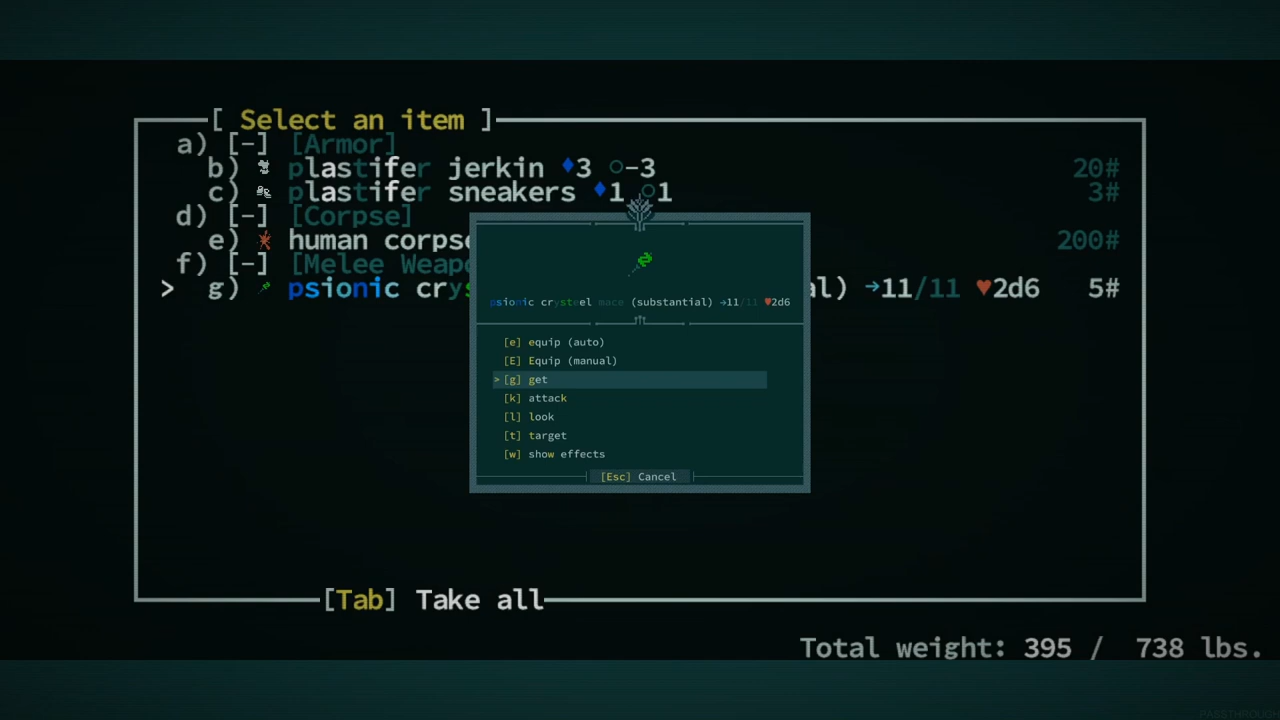 [ Select an item ]
a) [-] [Armor]
b) plastifer jerkin ♦3 ○-3 20#
c) plastifer sneakers ♦1 ○1 3#
d) [-] [Corpse]
e) human corpse 200#
f) [-] [Melee Weapo
> g) psionic crys al) →11/11 ♥2d6 5#
psionic crysteel mace (substantial) →11/11 ♥2d6
[e] equip (auto)
[E] Equip (manual)
> [g] get
[k] attack
[l] look
[t] target
[w] show effects
[Esc] Cancel
[Tab] Take all
Total weight: 395 / 738 lbs.
PASSTHROUGH